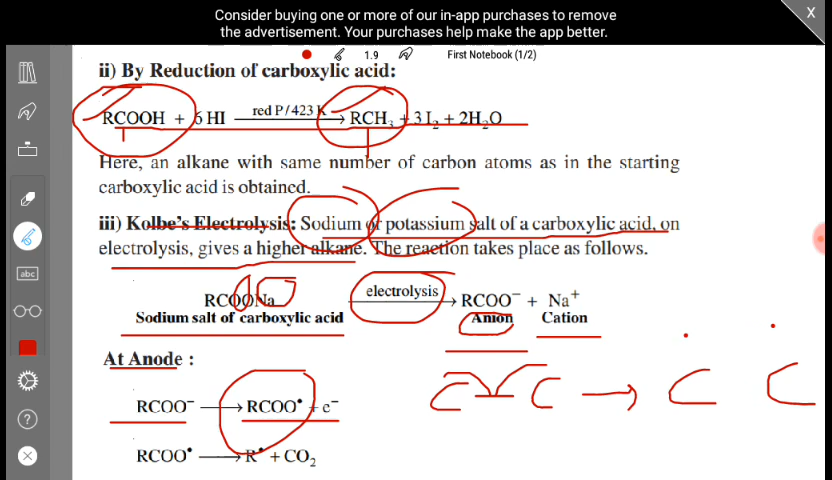 Consider buying one or more of our in-app purchases to remove
the advertisement. Your purchases help make the app better.
X
1.9 First Notebook (1/2)
ii) By Reduction of carboxylic acid:
RCOOH + 6 HI red P/423 K → RCH₃ + 3 I₂ + 2H₂O
Here, an alkane with same number of carbon atoms as in the starting
carboxylic acid is obtained.
iii) Kolbe's Electrolysis: Sodium or potassium salt of a carboxylic acid, on
electrolysis, gives a higher alkane. The reaction takes place as follows.
RCOONa electrolysis → RCOO⁻ + Na⁺
Sodium salt of carboxylic acid Anion Cation
abc
At Anode :
RCOO⁻ → RCOO• + e⁻
C C → C C
RCOO• → R• + CO₂
?